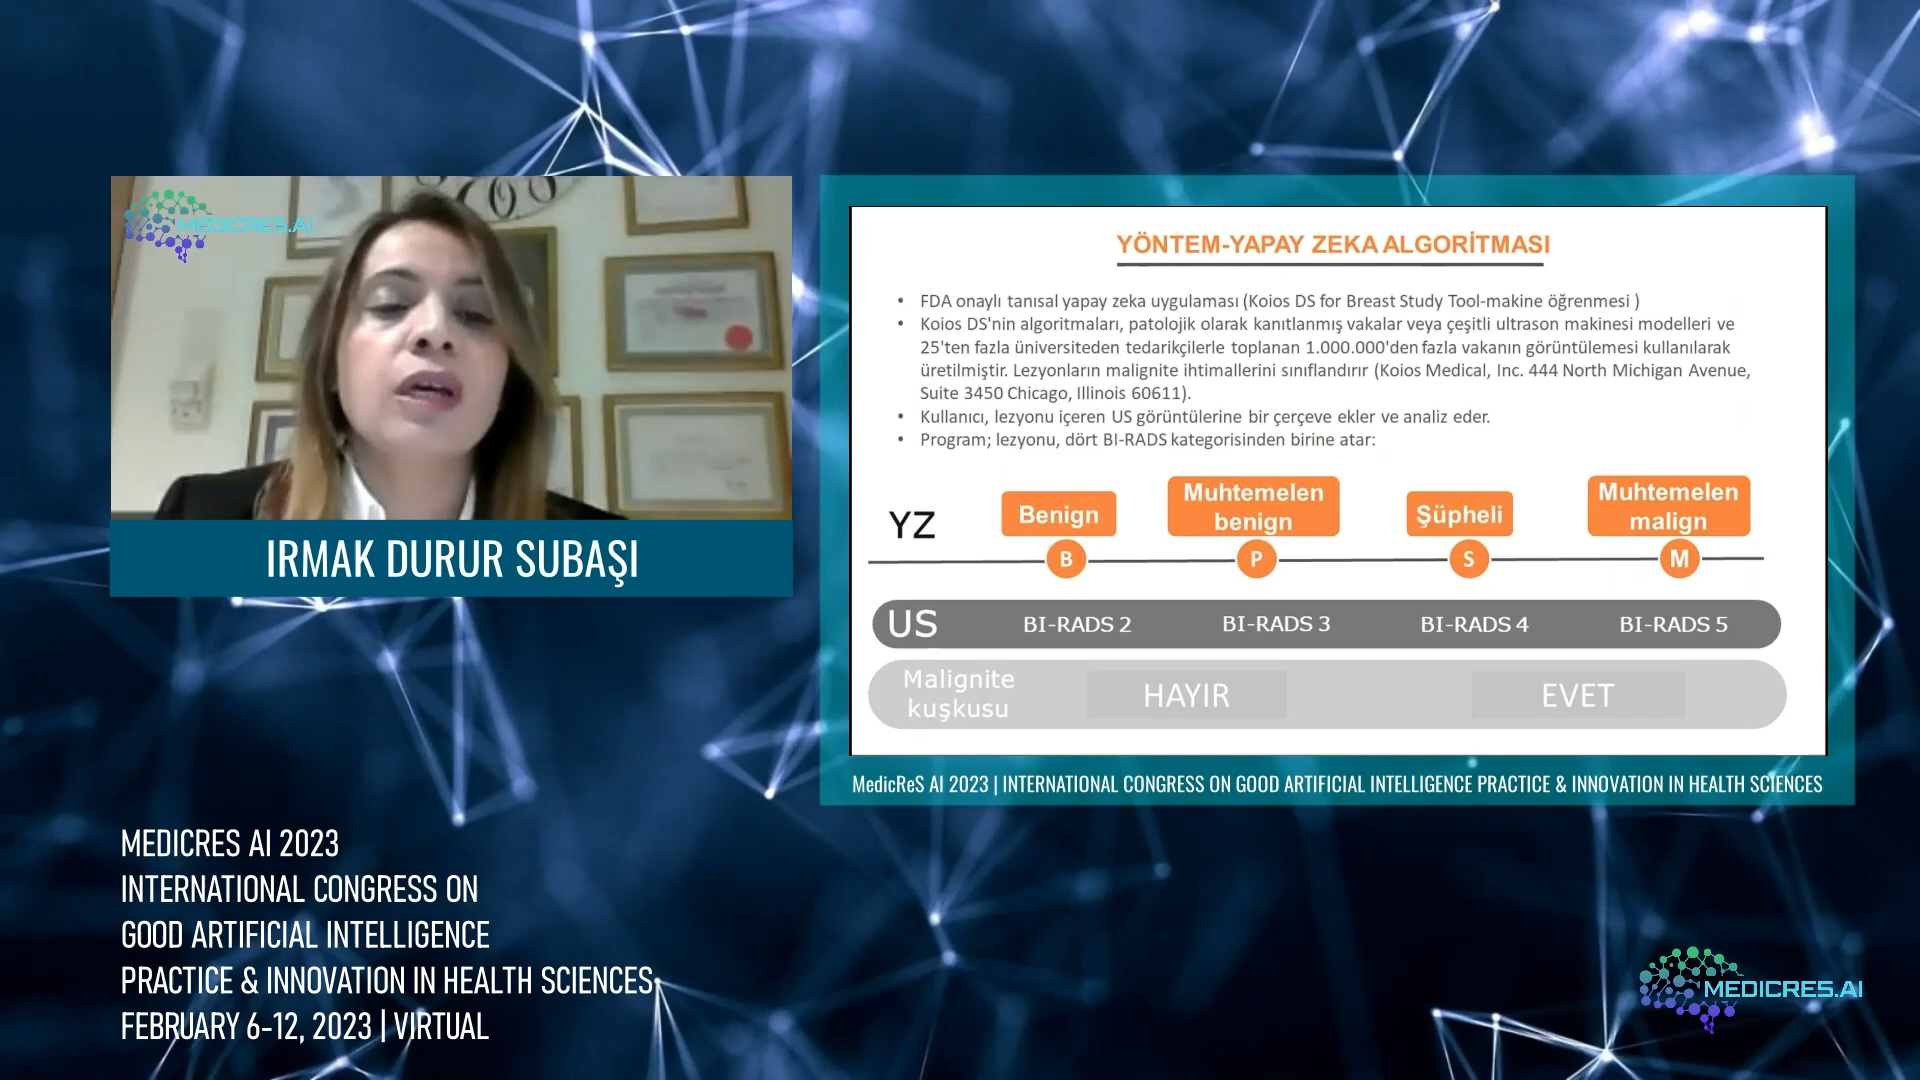 MEDICRES.AI
IRMAK DURUR SUBAŞI
YÖNTEM-YAPAY ZEKA ALGORİTMASI
• FDA onaylı tanısal yapay zeka uygulaması (Koios DS for Breast Study Tool-makine öğrenmesi )
• Koios DS'nin algoritmaları, patolojik olarak kanıtlanmış vakalar veya çeşitli ultrason makinesi modelleri ve
25'ten fazla üniversiteden tedarikçilerle toplanan 1.000.000'den fazla vakanın görüntülemesi kullanılarak
üretilmiştir. Lezyonların malignite ihtimallerini sınıflandırır (Koios Medical, Inc. 444 North Michigan Avenue,
Suite 3450 Chicago, Illinois 60611).
• Kullanıcı, lezyonu içeren US görüntülerine bir çerçeve ekler ve analiz eder.
• Program; lezyonu, dört BI-RADS kategorisinden birine atar:
YZ
Benign
Muhtemelen
benign
Şüpheli
Muhtemelen
malign
B P S M
US BI-RADS 2 BI-RADS 3 BI-RADS 4 BI-RADS 5
Malignite
kuşkusu
HAYIR EVET
MedicReS AI 2023 | INTERNATIONAL CONGRESS ON GOOD ARTIFICIAL INTELLIGENCE PRACTICE & INNOVATION IN HEALTH SCIENCES
MEDICRES AI 2023
INTERNATIONAL CONGRESS ON
GOOD ARTIFICIAL INTELLIGENCE
PRACTICE & INNOVATION IN HEALTH SCIENCES
FEBRUARY 6-12, 2023 | VIRTUAL
MEDICRES.AI